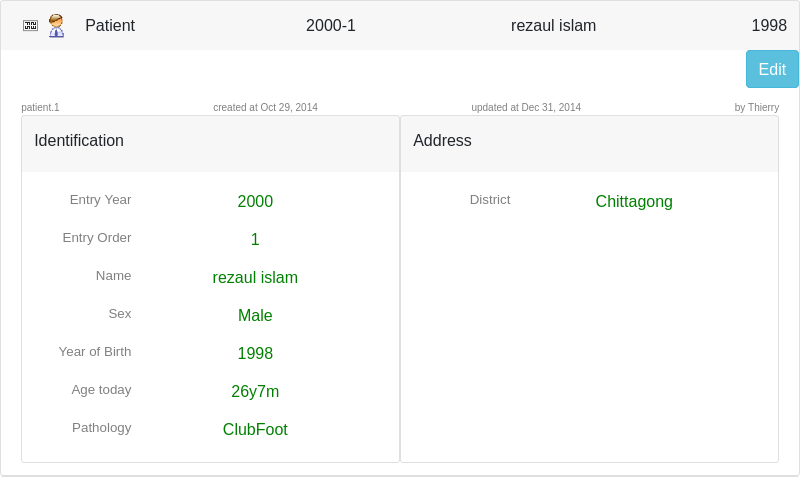 Patient 2000-1 rezaul islam 1998
Edit
patient.1 created at Oct 29, 2014 updated at Dec 31, 2014 by Thierry
Identification
Entry Year 2000
Entry Order 1
Name rezaul islam
Sex Male
Year of Birth 1998
Age today 26y7m
Pathology ClubFoot
Address
District Chittagong